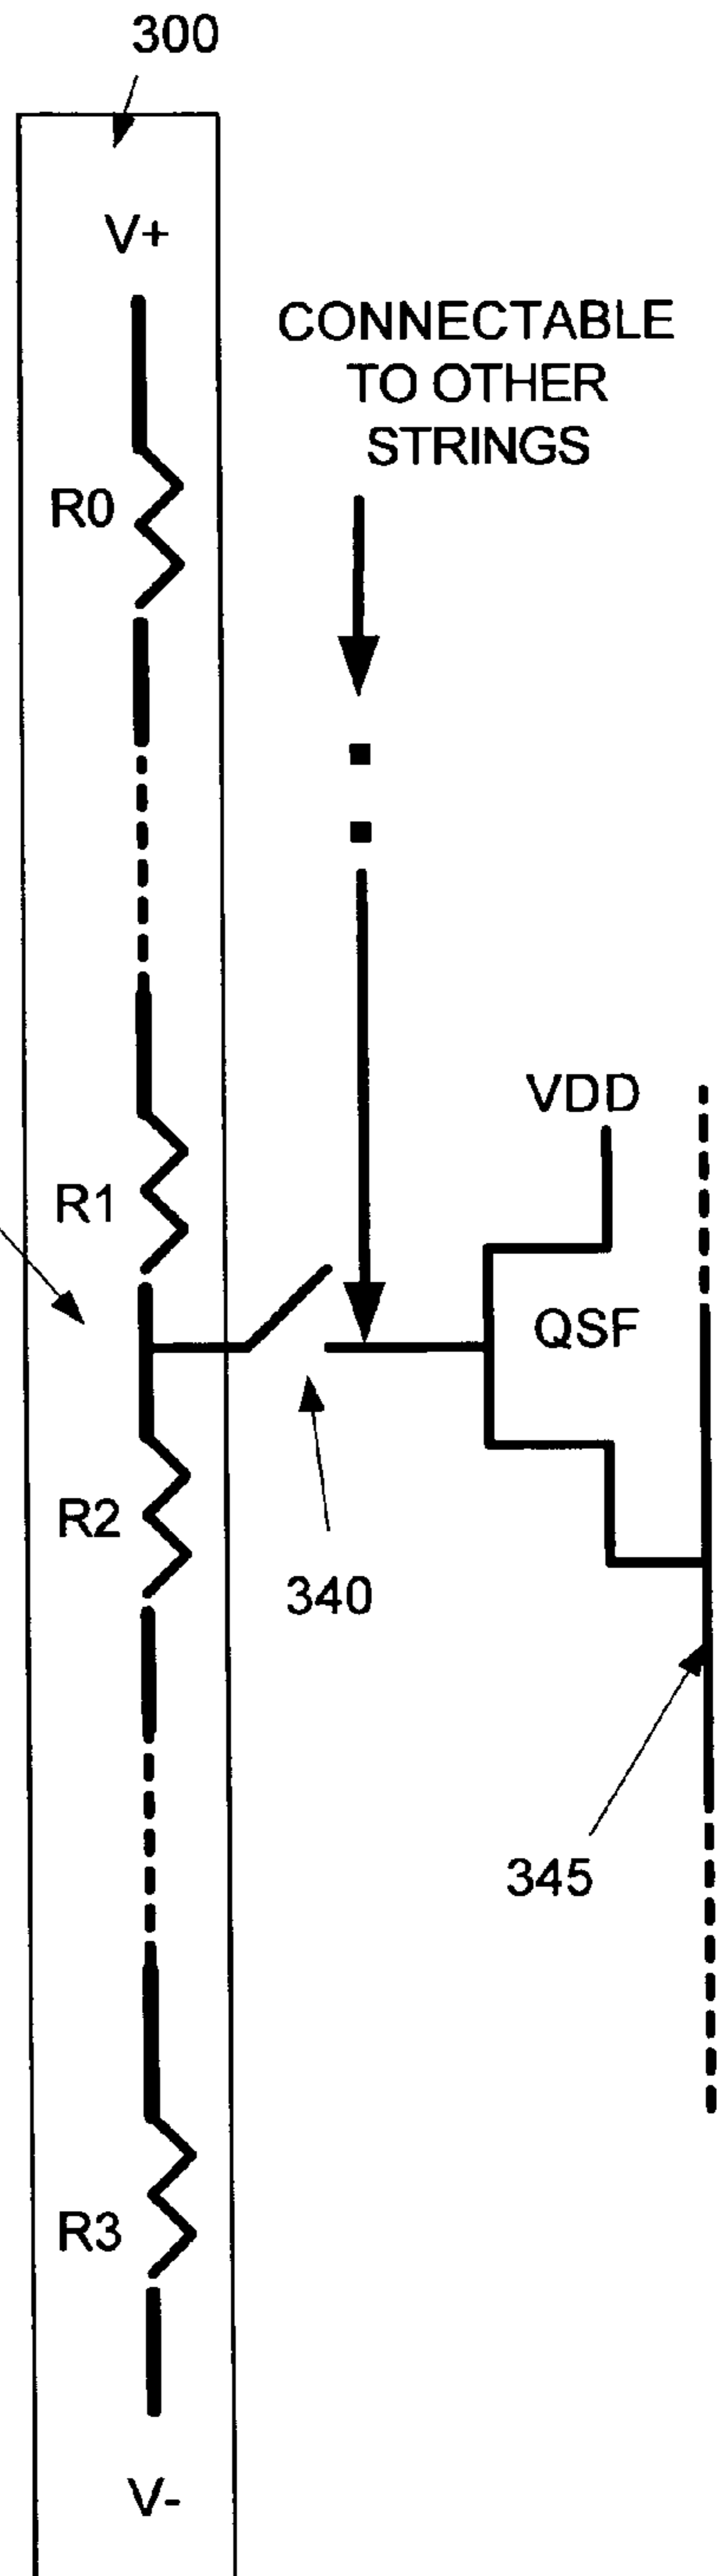 300
V+
CONNECTABLE
TO OTHER
STRINGS
R0
VDD
R1
QSF
R2
340
345
R3
V-